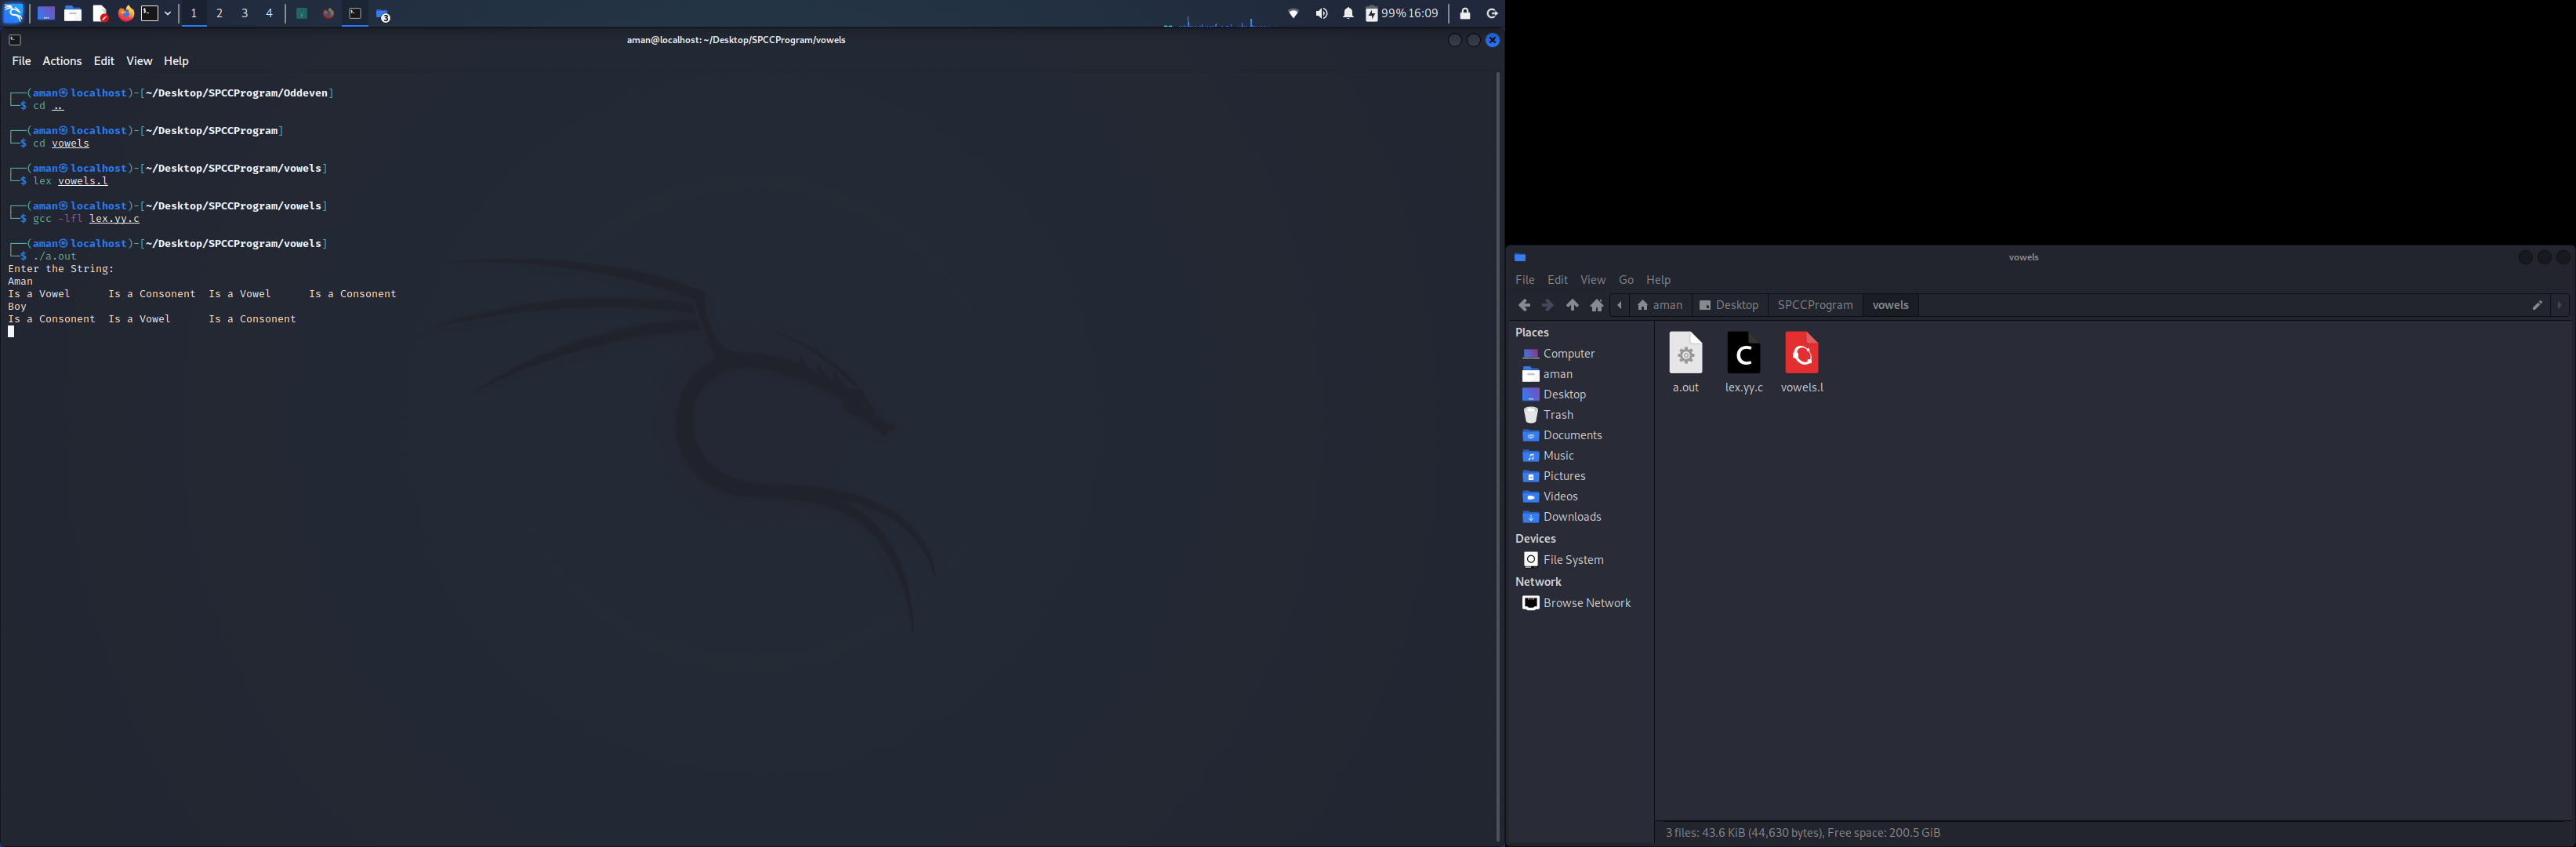 1 2 3 4 3 99% 16:09
aman@localhost: ~/Desktop/SPCCProgram/vowels
File Actions Edit View Help
┌──(aman㉿localhost)-[~/Desktop/SPCCProgram/Oddeven]
└─$ cd ..
┌──(aman㉿localhost)-[~/Desktop/SPCCProgram]
└─$ cd vowels
┌──(aman㉿localhost)-[~/Desktop/SPCCProgram/vowels]
└─$ lex vowels.l
┌──(aman㉿localhost)-[~/Desktop/SPCCProgram/vowels]
└─$ gcc -lfl lex.yy.c
┌──(aman㉿localhost)-[~/Desktop/SPCCProgram/vowels]
└─$ ./a.out
Enter the String:
Aman
Is a Vowel Is a Consonent Is a Vowel Is a Consonent
Boy
Is a Consonent Is a Vowel Is a Consonent
vowels
File Edit View Go Help
aman Desktop SPCCProgram vowels
Places
Computer
aman
Desktop
Trash
Documents
Music
Pictures
Videos
Downloads
Devices
File System
Network
Browse Network
a.out lex.yy.c vowels.l
3 files: 43.6 KiB (44,630 bytes), Free space: 200.5 GiB